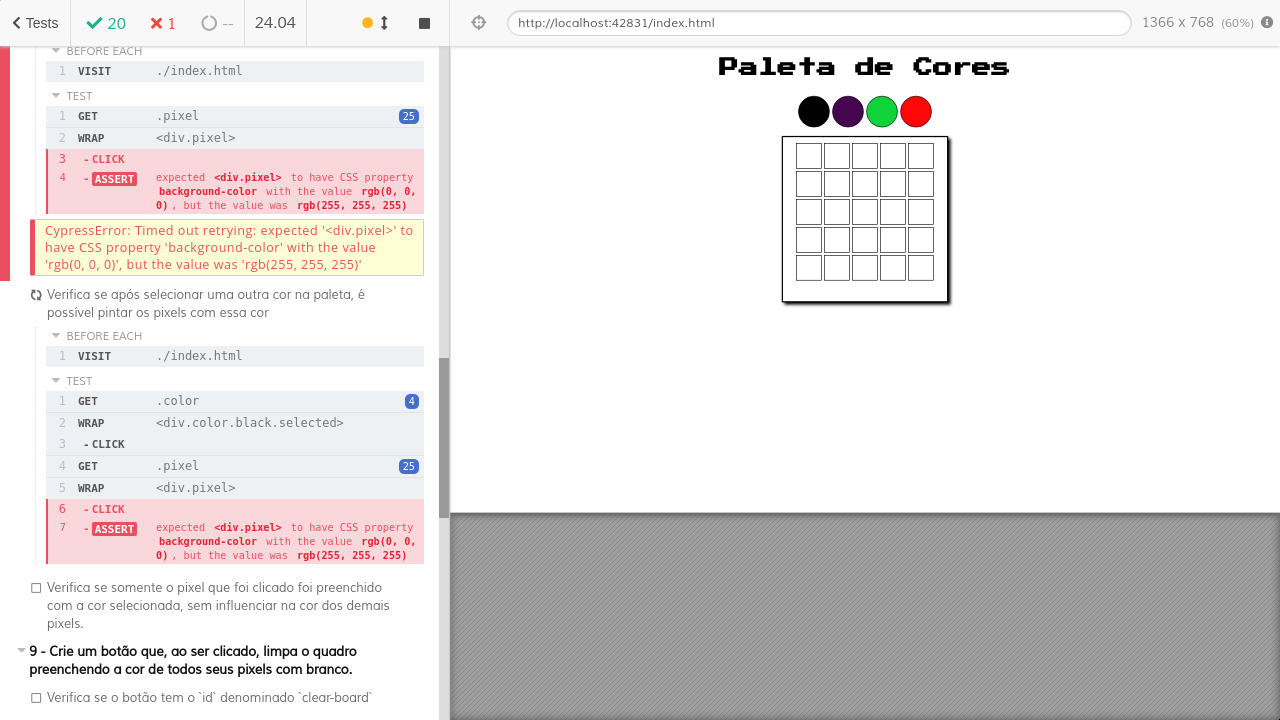 Tests
20
1
--
24.04
http://localhost:42831/index.html
1366 x 768 (60%)
BEFORE EACH
1 VISIT ./index.html
TEST
1 GET .pixel 25
2 WRAP <div.pixel>
3 - CLICK
4 - ASSERT expected <div.pixel> to have CSS property
background-color with the value rgb(0, 0,
0) , but the value was rgb(255, 255, 255)
CypressError: Timed out retrying: expected '<div.pixel>' to
have CSS property 'background-color' with the value
'rgb(0, 0, 0)', but the value was 'rgb(255, 255, 255)'
Verifica se após selecionar uma outra cor na paleta, é
possível pintar os pixels com essa cor
BEFORE EACH
1 VISIT ./index.html
TEST
1 GET .color 4
2 WRAP <div.color.black.selected>
3 - CLICK
4 GET .pixel 25
5 WRAP <div.pixel>
6 - CLICK
7 - ASSERT expected <div.pixel> to have CSS property
background-color with the value rgb(0, 0,
0) , but the value was rgb(255, 255, 255)
Verifica se somente o pixel que foi clicado foi preenchido
com a cor selecionada, sem influenciar na cor dos demais
pixels.
9 - Crie um botão que, ao ser clicado, limpa o quadro
preenchendo a cor de todos seus pixels com branco.
Verifica se o botão tem o `id` denominado `clear-board`
Paleta de Cores